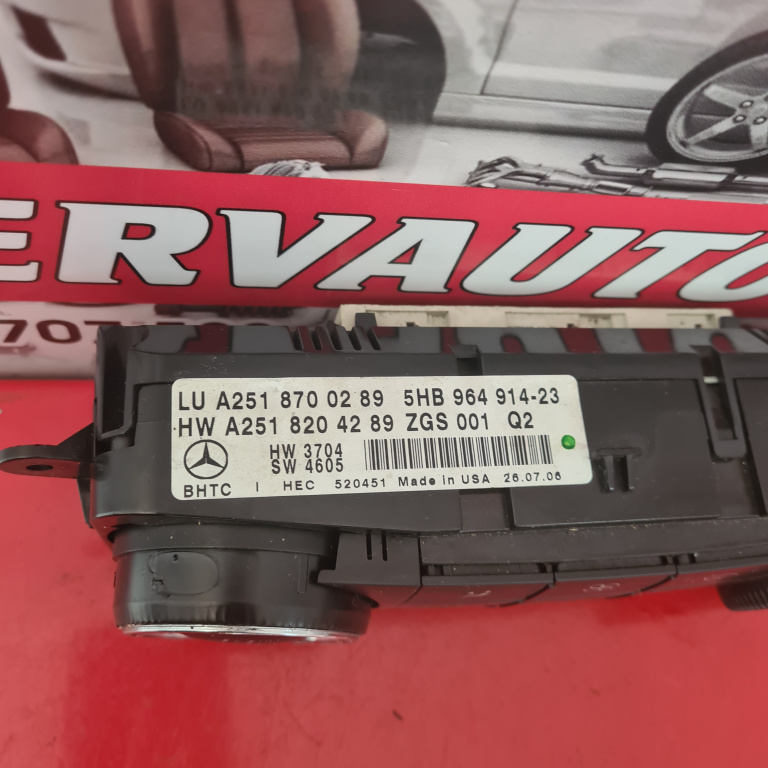 ERVAUTO
LU A251 870 02 89 5HB 964 914-23
HW A251 820 42 89 ZGS 001 Q2
HW 3704
SW 4605
BHTC I HEC 520451 Made in USA 26.07.06